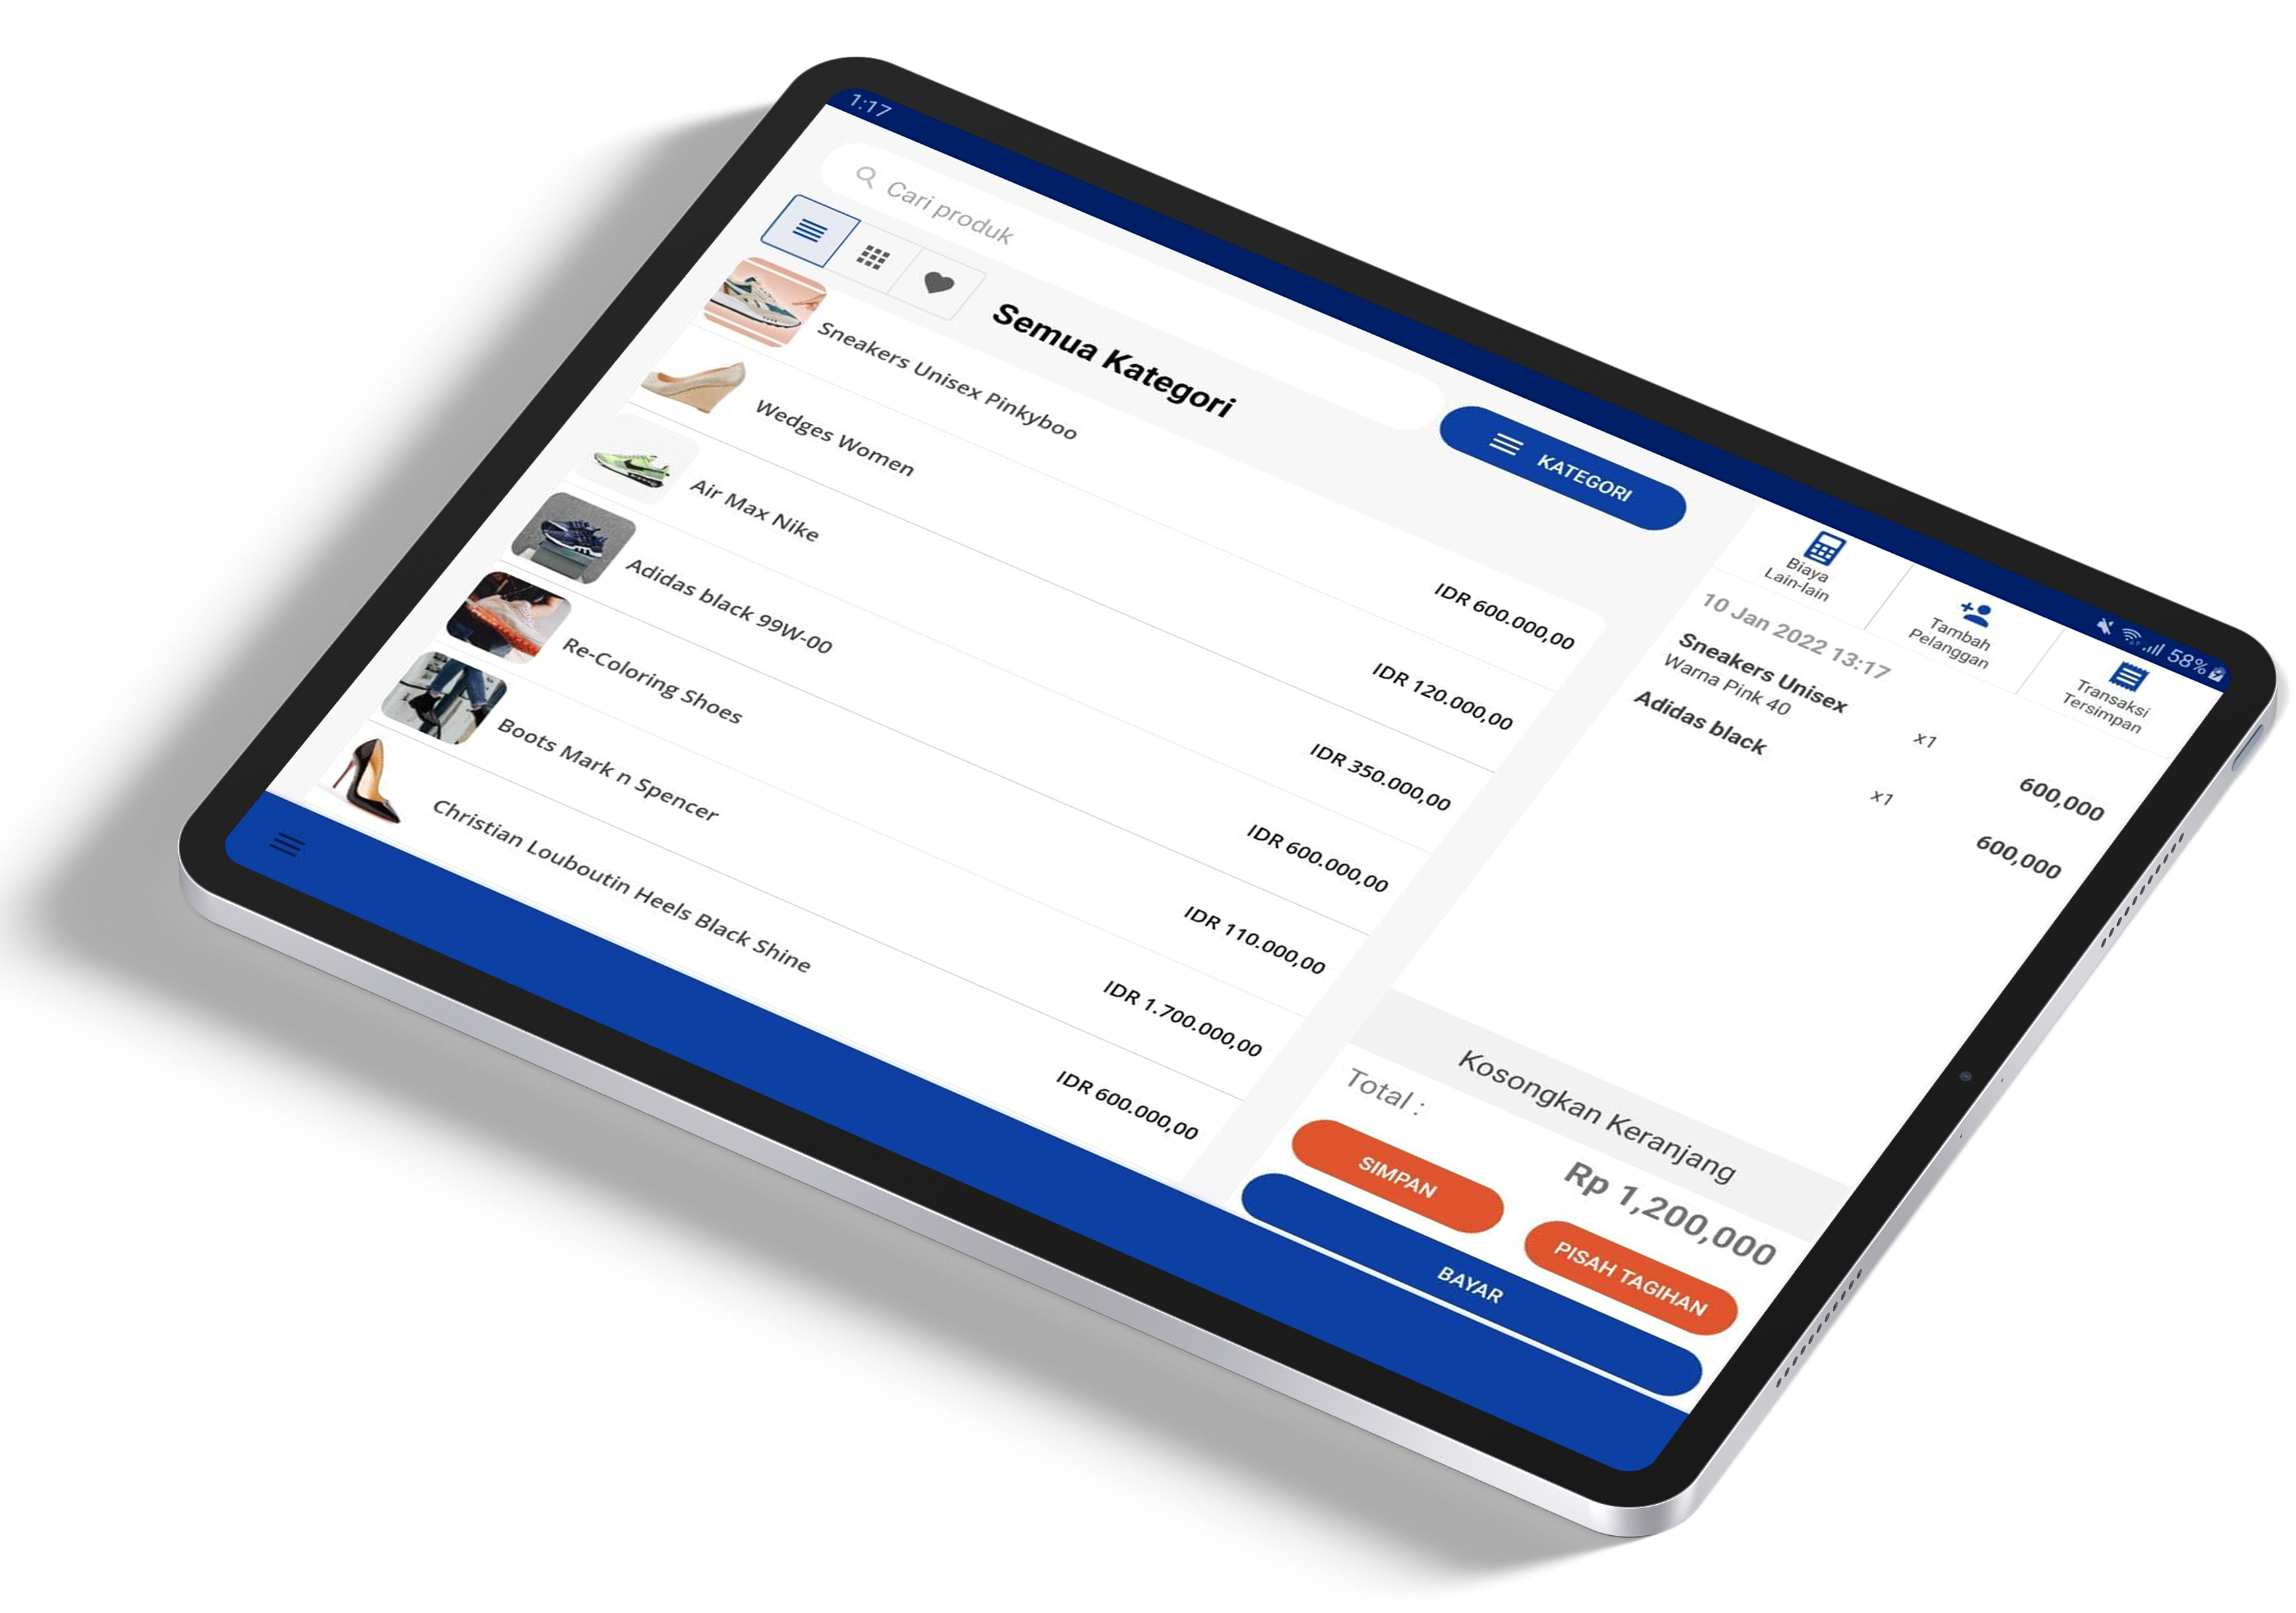 1:17
58%
Cari produk
KATEGORI
Semua Kategori
Sneakers Unisex Pinkyboo
IDR 600.000,00
Wedges Women
IDR 120.000,00
Air Max Nike
IDR 350.000,00
Adidas black 99W-00
IDR 600.000,00
Re-Coloring Shoes
IDR 110.000,00
Boots Mark n Spencer
IDR 1.700.000,00
Christian Louboutin Heels Black Shine
IDR 600.000,00
Biaya
Lain-lain
Tambah
Pelanggan
Transaksi
Tersimpan
10 Jan 2022 13:17
Sneakers Unisex
Warna Pink 40
x1
600,000
Adidas black
x1
600,000
Kosongkan Keranjang
Total :
Rp 1,200,000
SIMPAN
PISAH TAGIHAN
BAYAR